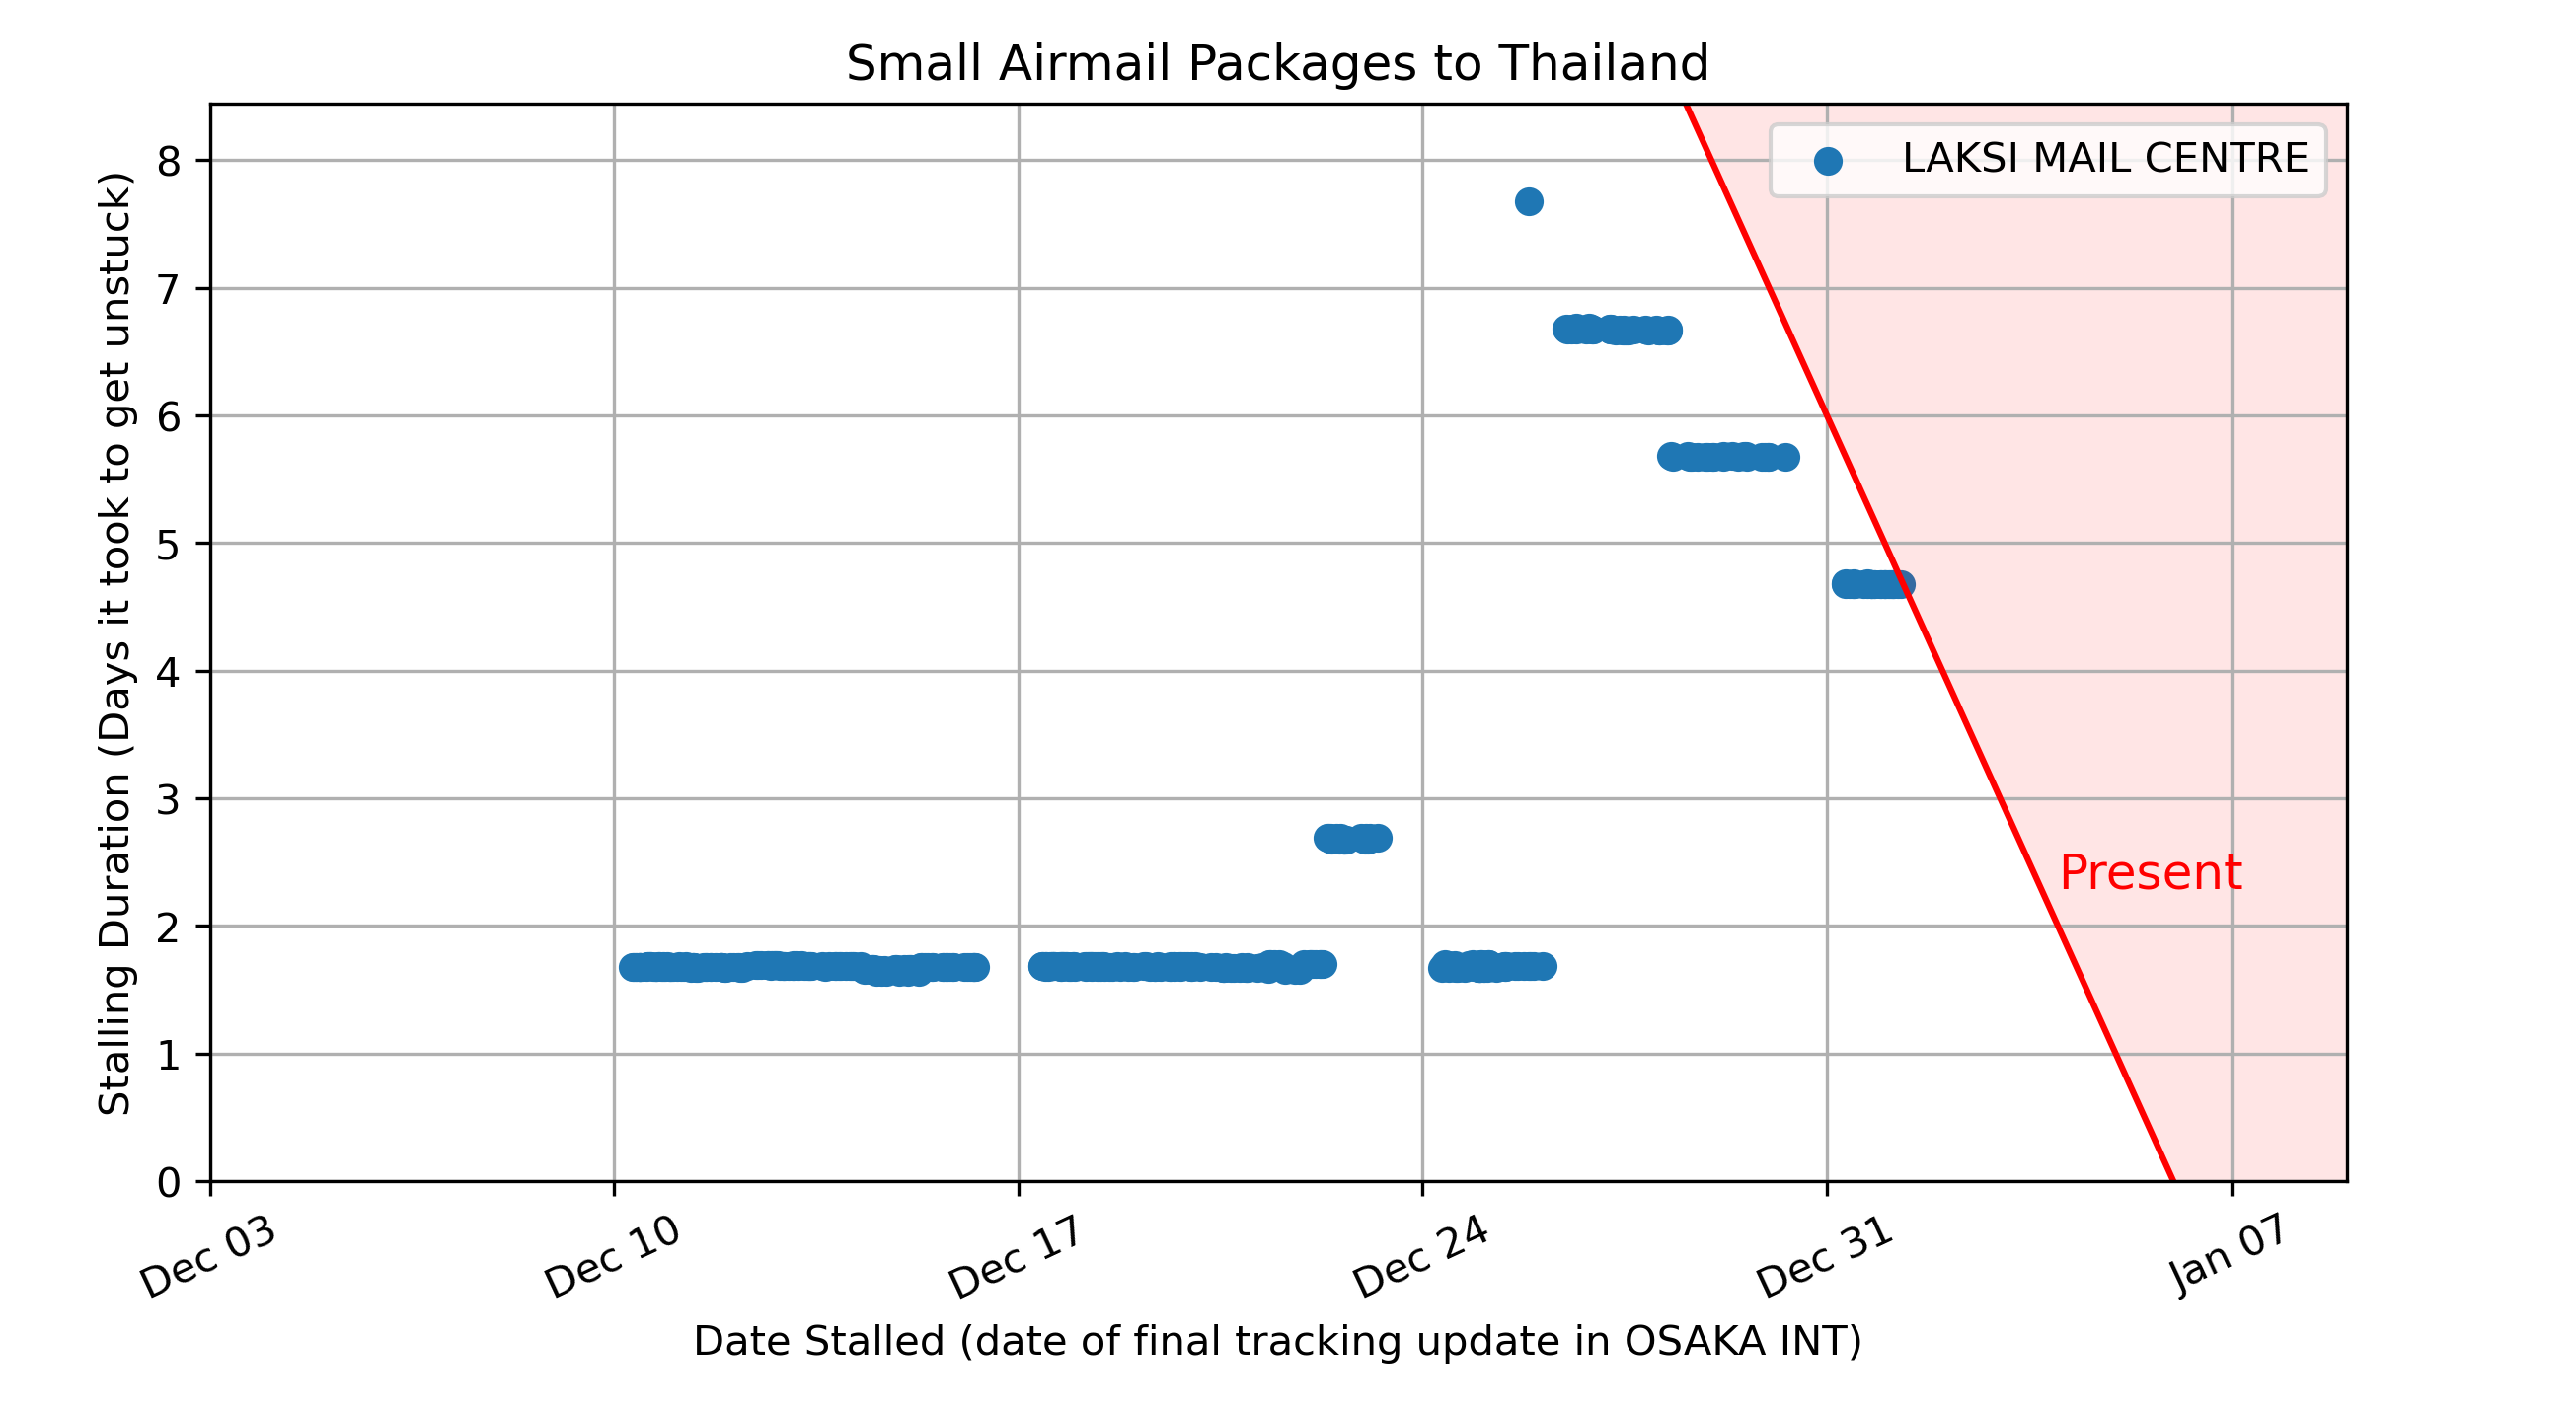 Small Airmail Packages to Thailand
LAKSI MAIL CENTRE
Stalling Duration (Days it took to get unstuck)
8
7
6
5
4
3
2
1
0
Present
Dec 03
Dec 10
Dec 17
Dec 24
Dec 31
Jan 07
Date Stalled (date of final tracking update in OSAKA INT)